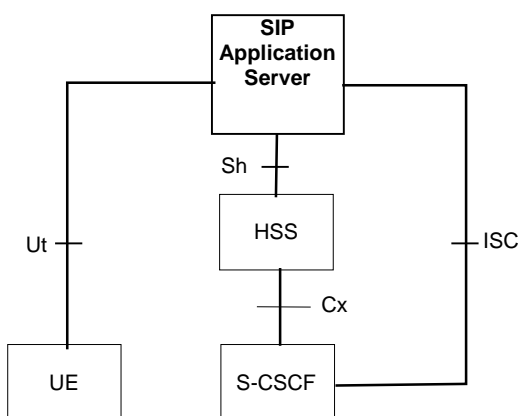 SIP
Application
Server
Sh
HSS
Ut
ISC
Cx
UE
S-CSCF